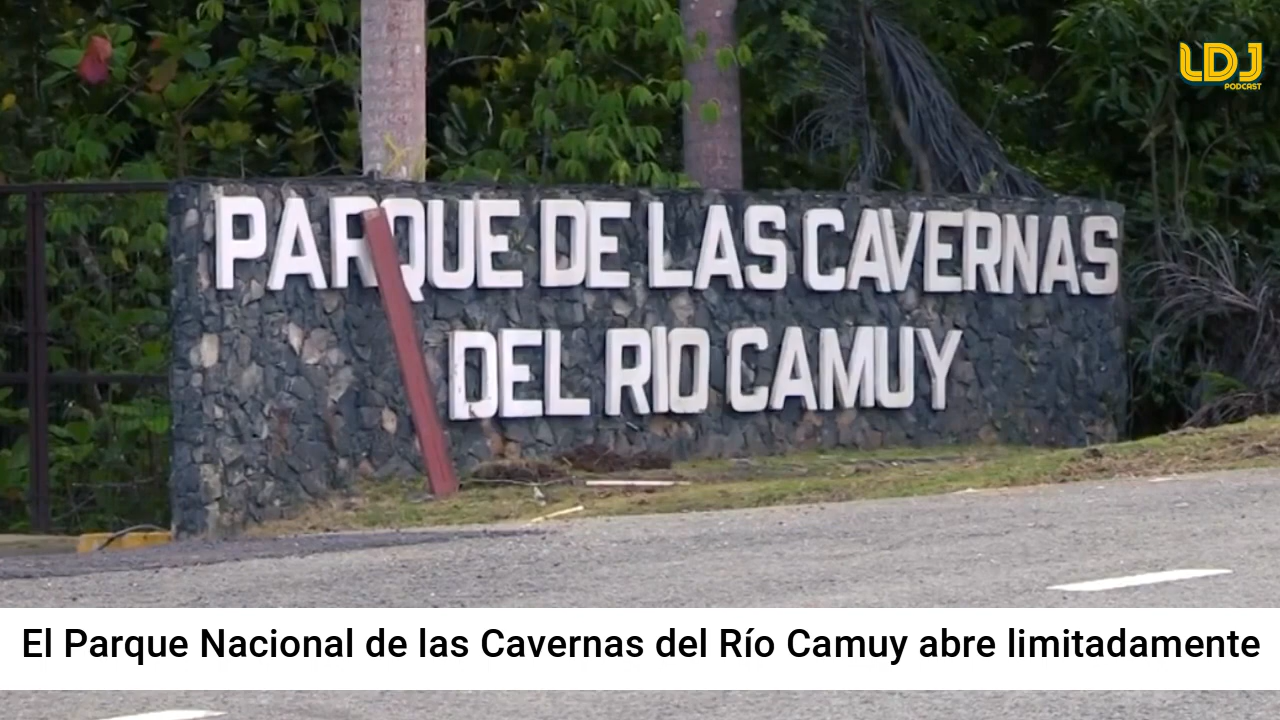 LDJ
PODCAST
PARQUE DE LAS CAVERNAS
DEL RIO CAMUY
El Parque Nacional de las Cavernas del Río Camuy abre limitadamente